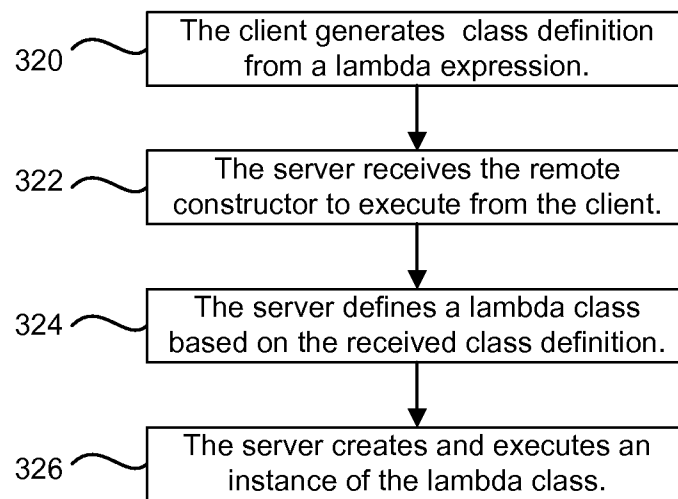 320
The client generates class definition
from a lambda expression.
322
The server receives the remote
constructor to execute from the client.
324
The server defines a lambda class
based on the received class definition.
326
The server creates and executes an
instance of the lambda class.